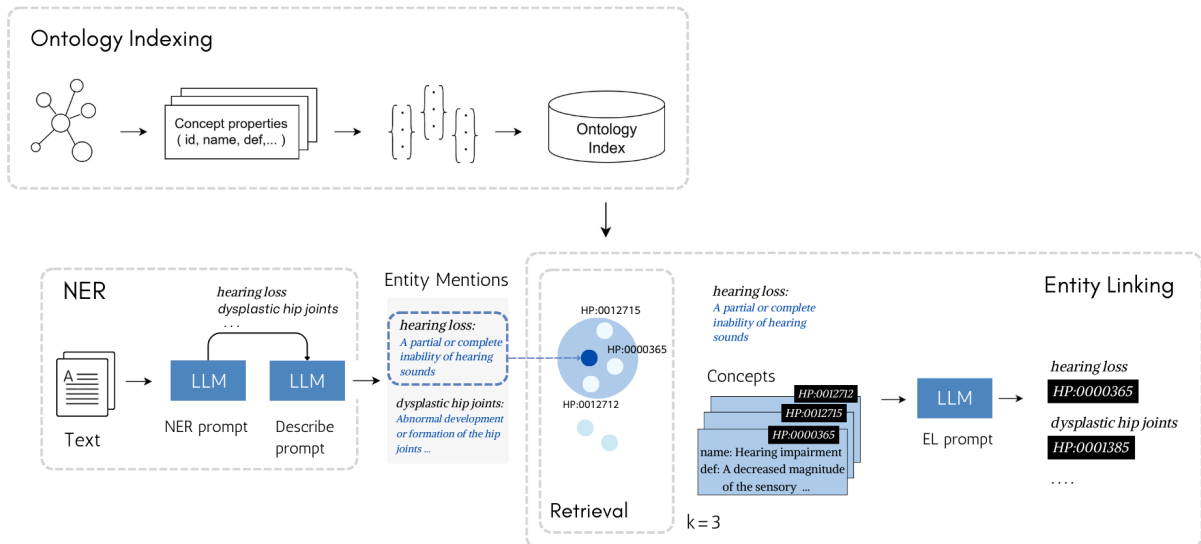 Ontology Indexing
Concept properties
( id, name, def,... )
Ontology
Index
NER
hearing loss
dysplastic hip joints
. . .
A
Text
LLM
NER prompt
LLM
Describe
prompt
Entity Mentions
hearing loss:
A partial or complete
inability of hearing
sounds
dysplastic hip joints:
Abnormal development
or formation of the hip
joints ...
HP:0012715
HP:0000365
HP:0012712
Retrieval
k = 3
hearing loss:
A partial or complete
inability of hearing
sounds
Concepts
HP:0012712
HP:0012715
HP:0000365
name: Hearing impairment
def: A decreased magnitude
of the sensory ...
LLM
EL prompt
Entity Linking
hearing loss
HP:0000365
dysplastic hip joints
HP:0001385
. . . .